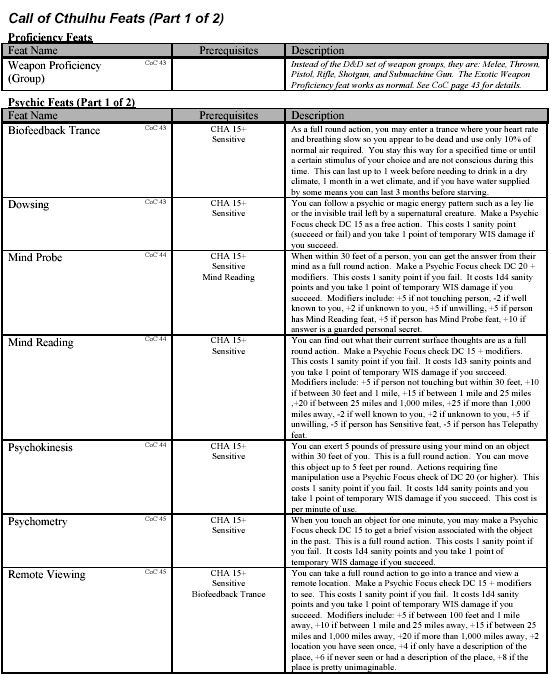 Call of Cthulhu Feats (Part 1 of 2)
Proficiency Feats
Feat Name Prerequisites Description
Weapon Proficiency (Group) CoC 43
Instead of the D&D set of weapon groups, they are: Melee, Thrown,
Pistol, Rifle, Shotgun, and Submachine Gun. The Exotic Weapon
Proficiency feat works as normal. See CoC page 43 for details.
Psychic Feats (Part 1 of 2)
Feat Name Prerequisites Description
Biofeedback Trance CoC 43
CHA 15+
Sensitive
As a full round action, you may enter a trance where your heart rate
and breathing slow so you appear to be dead and use only 10% of
normal air required. You stay this way for a specified time or until
a certain stimulus of your choice and are not conscious during this
time. This can last up to 1 week before needing to drink in a dry
climate, 1 month in a wet climate, and if you have water supplied
by some means you can last 3 months before starving.
Dowsing CoC 43
CHA 15+
Sensitive
You can follow a psychic or magic energy pattern such as a ley lie
or the invisible trail left by a supernatural creature. Make a Psychic
Focus check DC 15 as a free action. This costs 1 sanity point
(succeed or fail) and you take 1 point of temporary WIS damage if
you succeed.
Mind Probe CoC 44
CHA 15+
Sensitive
Mind Reading
When within 30 feet of a person, you can get the answer from their
mind as a full round action. Make a Psychic Focus check DC 20 +
modifiers. This costs 1 sanity point if you fail. It costs 1d4 sanity
points and you take 1 point of temporary WIS damage if you
succeed. Modifiers include: +5 if not touching person, -2 if well
known to you, +2 if unknown to you, +5 if unwilling, +5 if person
has Mind Reading feat, +5 if person has Mind Probe feat, +10 if
answer is a guarded personal secret.
Mind Reading CoC 44
CHA 15+
Sensitive
You can find out what their current surface thoughts are as a full
round action. Make a Psychic Focus check DC 15 + modifiers.
This costs 1 sanity point if you fail. It costs 1d3 sanity points and
you take 1 point of temporary WIS damage if you succeed.
Modifiers include: +5 if person not touching but within 30 feet, +10
if between 30 feet and 1 mile, +15 if between 1 mile and 25 miles
,+20 if between 25 miles and 1,000 miles, +25 if more than 1,000
miles away, -2 if well known to you, +2 if unknown to you, +5 if
unwilling, -5 if person has Sensitive feat, -5 if person has Telepathy
feat.
Psychokinesis CoC 44
CHA 15+
Sensitive
You can exert 5 pounds of pressure using your mind on an object
within 30 feet of you. This is a full round action. You can move
this object up to 5 feet per round. Actions requiring fine
manipulation use a Psychic Focus check of DC 20 (or higher). This
costs 1 sanity point if you fail. It costs 1d4 sanity points and you
take 1 point of temporary WIS damage if you succeed. This cost is
per minute of use.
Psychometry CoC 45
CHA 15+
Sensitive
When you touch an object for one minute, you may make a Psychic
Focus check DC 15 to get a brief vision associated with the object
in the past. This is a full round action. This costs 1 sanity point
if you fail. It costs 1d4 sanity points and you take 1 point of
temporary WIS damage if you succeed.
Remote Viewing CoC 45
CHA 15+
Sensitive
Biofeedback Trance
You can take a full round action to go into a trance and view a
remote location. Make a Psychic Focus check DC 15 + modifiers
to see. This costs 1 sanity point if you fail. It costs 1d4 sanity
points and you take 1 point of temporary WIS damage if you
succeed. Modifiers include: +5 if between 100 feet and 1 mile
away, +10 if between 1 mile and 25 miles away, +15 if between 25
miles and 1,000 miles away, +20 if more than 1,000 miles away, +2
location you have seen once, +4 if only have a description of the
place, +6 if never seen or had a description of the place, +8 if the
place is pretty unimaginable.